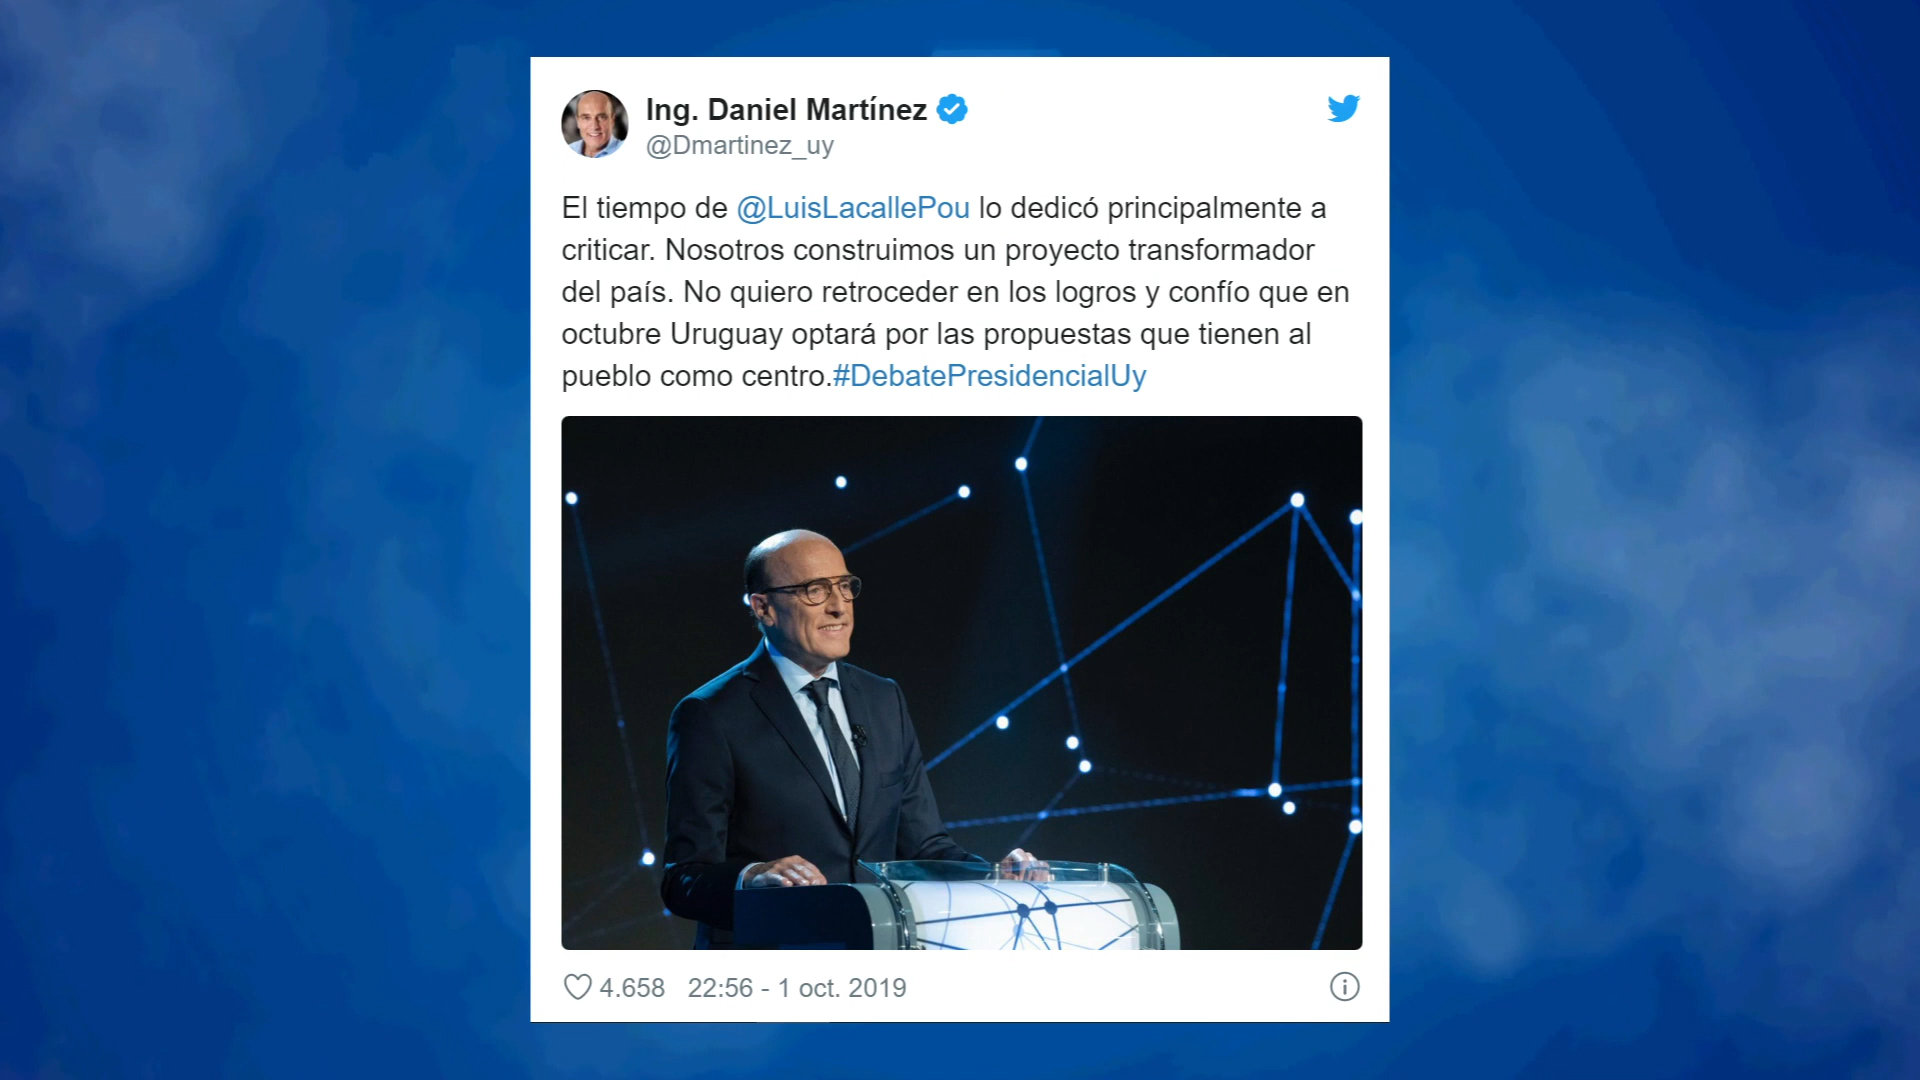 Ing. Daniel Martínez
@Dmartinez_uy
El tiempo de @LuisLacallePou lo dedicó principalmente a
criticar. Nosotros construimos un proyecto transformador
del país. No quiero retroceder en los logros y confío que en
octubre Uruguay optará por las propuestas que tienen al
pueblo como centro.#DebatePresidencialUy
4.658 22:56 - 1 oct. 2019